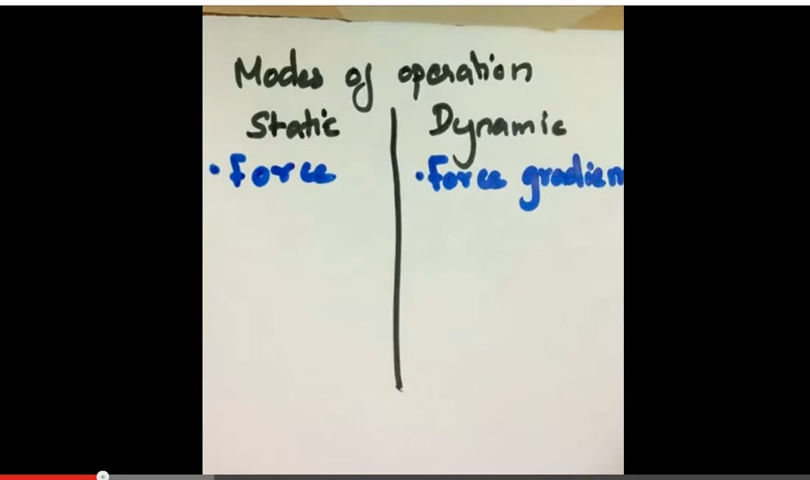 Modes of operation
Static
Dynamic
• Force
• Force gradien